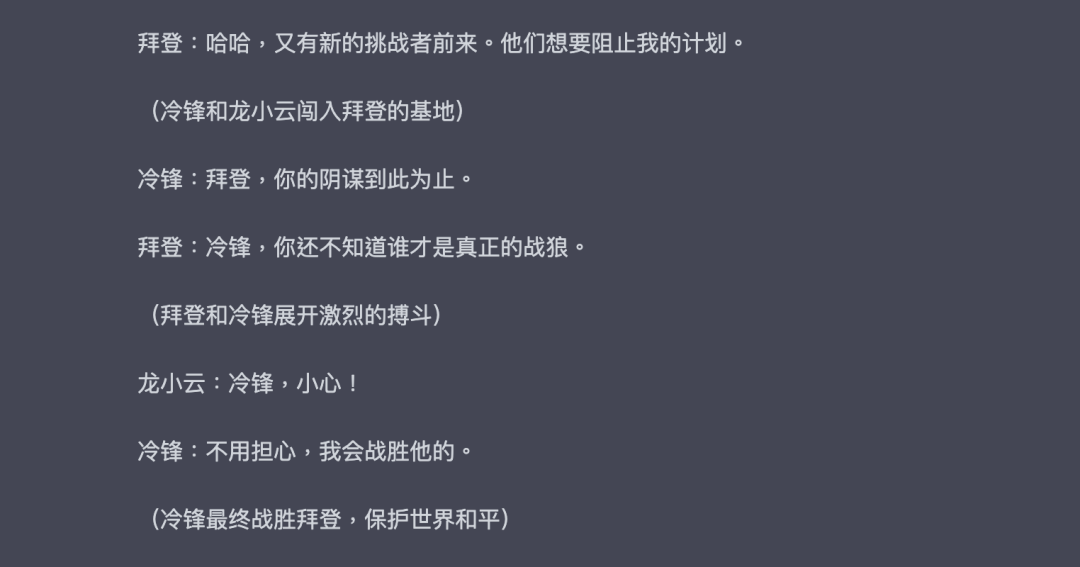 拜登：哈哈，又有新的挑战者前来。他们想要阻止我的计划。
（冷锋和龙小云闯入拜登的基地）
冷锋：拜登，你的阴谋到此为止。
拜登：冷锋，你还不知道谁才是真正的战狼。
（拜登和冷锋展开激烈的搏斗）
龙小云：冷锋，小心！
冷锋：不用担心，我会战胜他的。
（冷锋最终战胜拜登，保护世界和平）